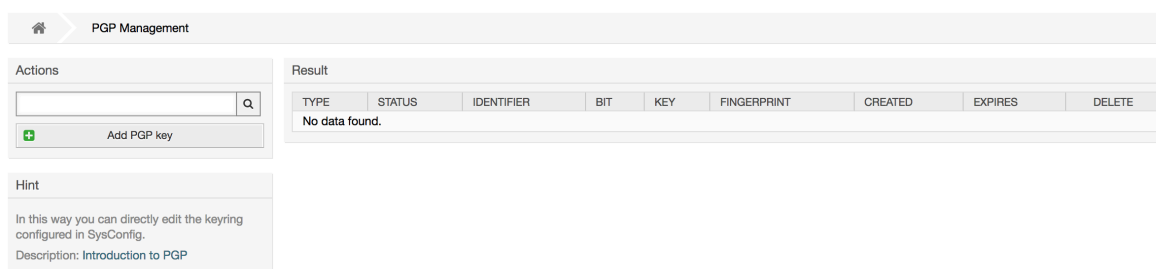 PGP Management
Actions
Add PGP key
Hint
In this way you can directly edit the keyring
configured in SysConfig.
Description: Introduction to PGP
Result
TYPE STATUS IDENTIFIER BIT KEY FINGERPRINT CREATED EXPIRES DELETE
No data found.